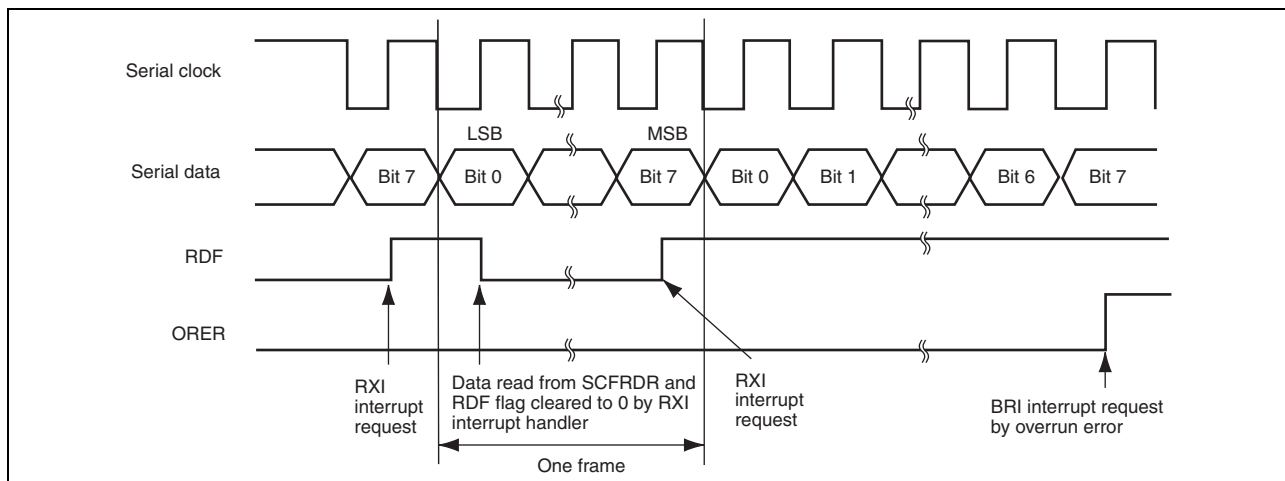 Serial clock
LSB
MSB
Serial data
Bit 7
Bit 0
Bit 7
Bit 0
Bit 1
Bit 6
Bit 7
RDF
ORER
RXI
interrupt
request
Data read from SCFRDR and
RDF flag cleared to 0 by RXI
interrupt handler
RXI
interrupt
request
BRI interrupt request
by overrun error
One frame